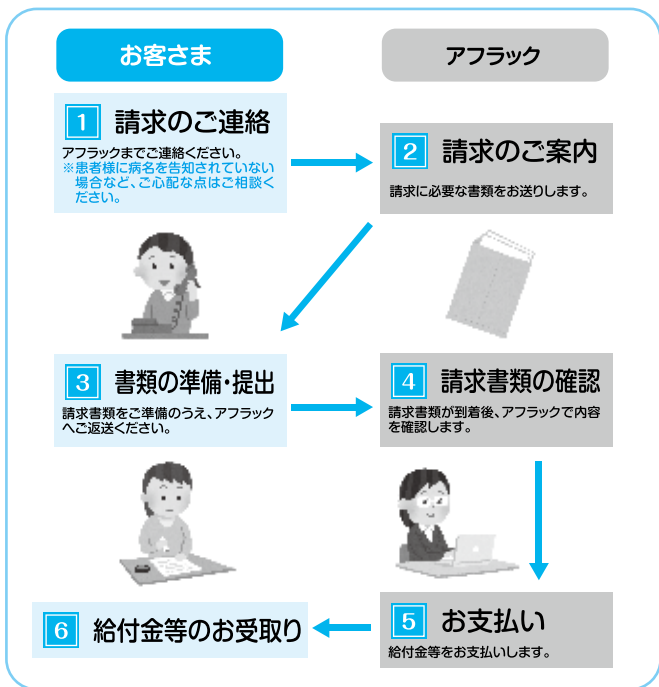 お客さま
アフラック
1 請求のご連絡
アフラックまでご連絡ください。
※患者様に病名を告知されていない
場合など、ご心配な点はご相談く
ださい。
2 請求のご案内
請求に必要な書類をお送りします。
3 書類の準備・提出
請求書類をご準備のうえ、アフラック
へご返送ください。
4 請求書類の確認
請求書類が到着後、アフラックで内容
を確認します。
5 お支払い
給付金等をお支払いします。
6 給付金等のお受取り